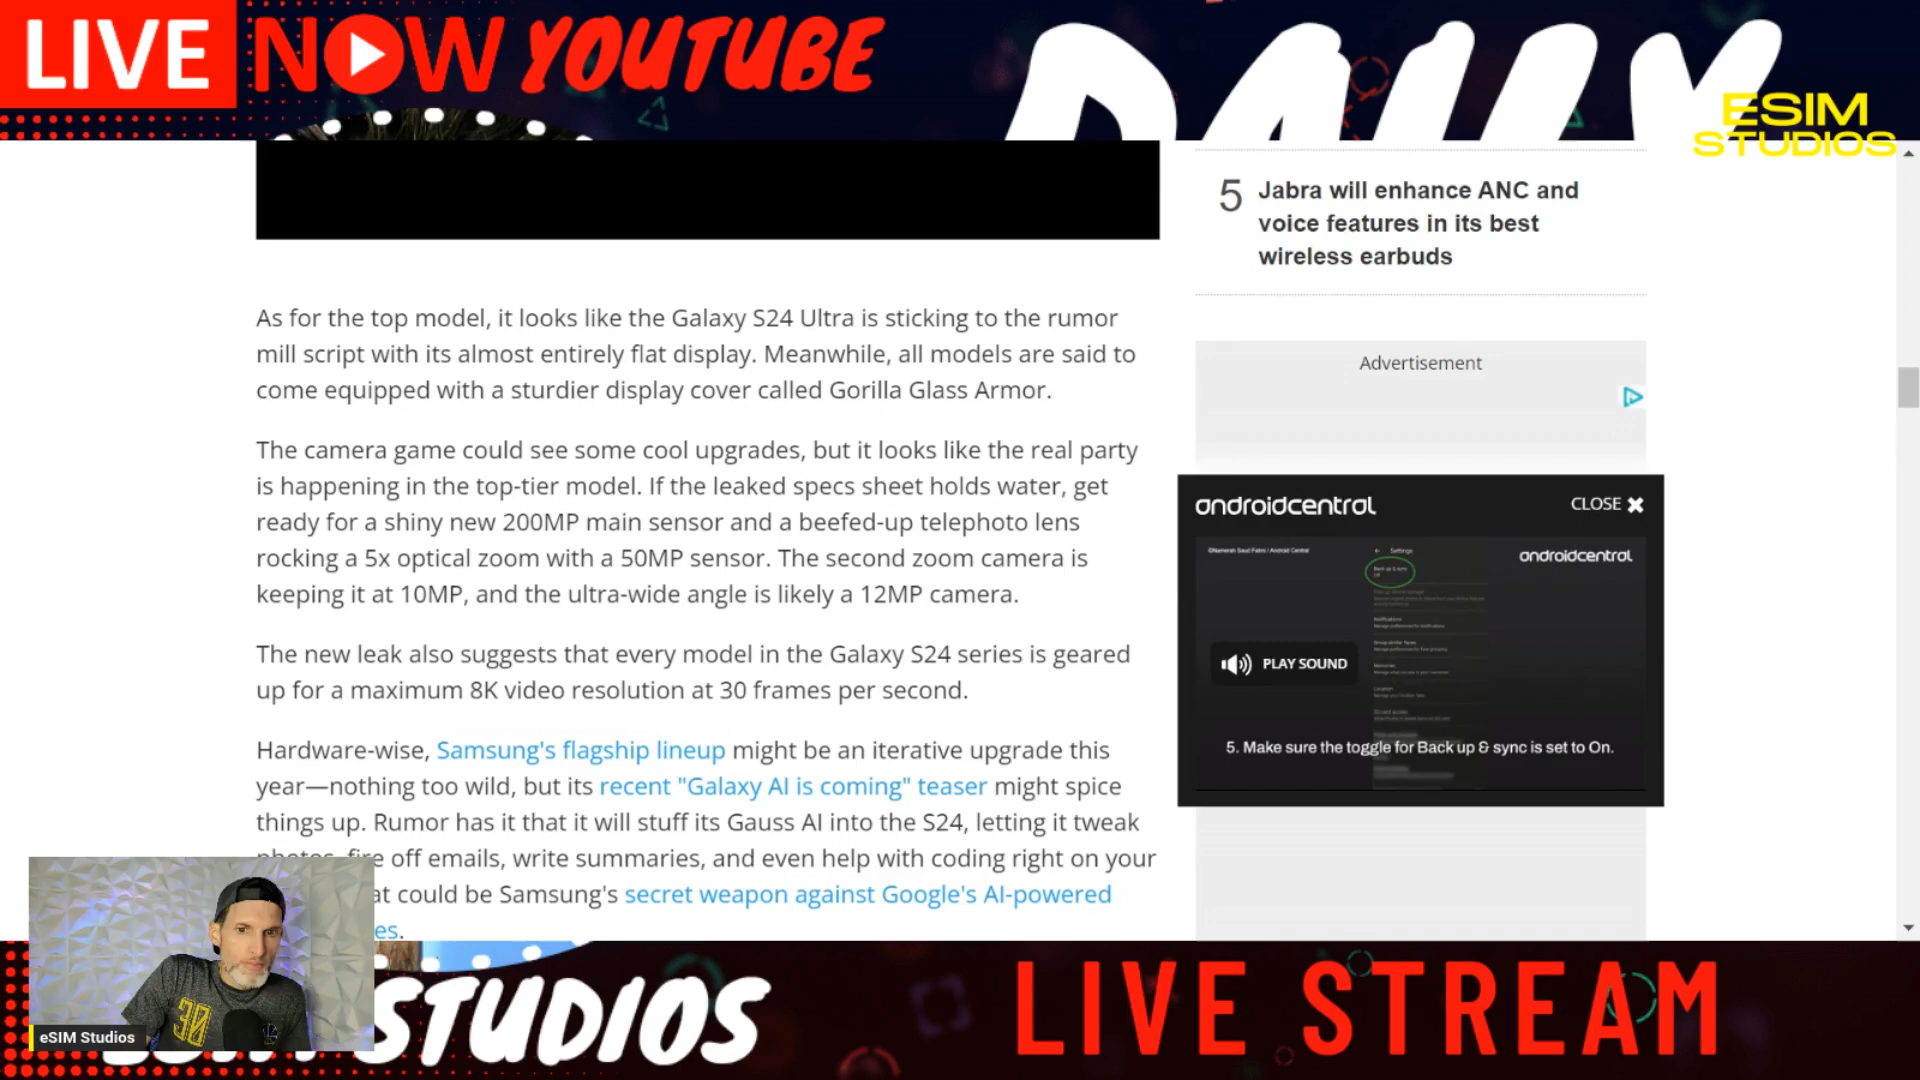 LIVE NOW YOUTUBE
DAILY
ESIM
STUDIOS
5 Jabra will enhance ANC and
voice features in its best
wireless earbuds
As for the top model, it looks like the Galaxy S24 Ultra is sticking to the rumor
mill script with its almost entirely flat display. Meanwhile, all models are said to
come equipped with a sturdier display cover called Gorilla Glass Armor.
The camera game could see some cool upgrades, but it looks like the real party
is happening in the top-tier model. If the leaked specs sheet holds water, get
ready for a shiny new 200MP main sensor and a beefed-up telephoto lens
rocking a 5x optical zoom with a 50MP sensor. The second zoom camera is
keeping it at 10MP, and the ultra-wide angle is likely a 12MP camera.
The new leak also suggests that every model in the Galaxy S24 series is geared
up for a maximum 8K video resolution at 30 frames per second.
Hardware-wise, Samsung's flagship lineup might be an iterative upgrade this
year—nothing too wild, but its recent "Galaxy AI is coming" teaser might spice
things up. Rumor has it that it will stuff its Gauss AI into the S24, letting it tweak
off emails, write summaries, and even help with coding right on your
at could be Samsung's secret weapon against Google's AI-powered
es.
Advertisement
androidcentral
CLOSE
©Namerah Saud Fatmi / Android Central
Settings
Back up & sync
androidcentral
PLAY SOUND
5. Make sure the toggle for Back up & sync is set to On.
30
eSIM Studios
STUDIOS
LIVE STREAM